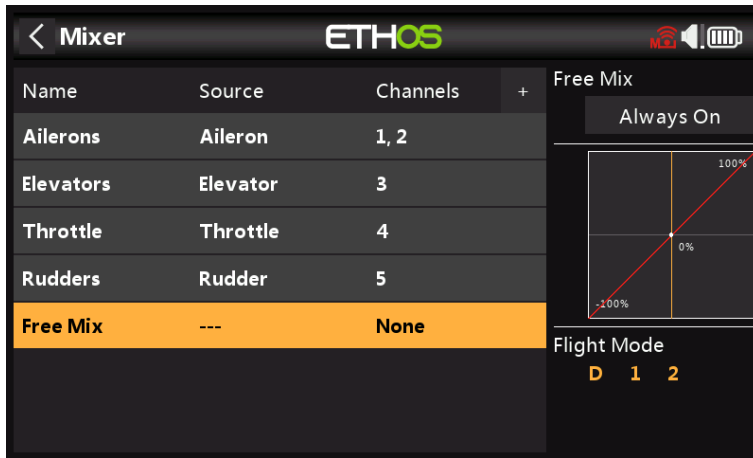 < Mixer
ETHOS
M
Name Source Channels +
Ailerons Aileron 1, 2
Elevators Elevator 3
Throttle Throttle 4
Rudders Rudder 5
Free Mix --- None
Free Mix
Always On
100%
0%
-100%
Flight Mode
D 1 2